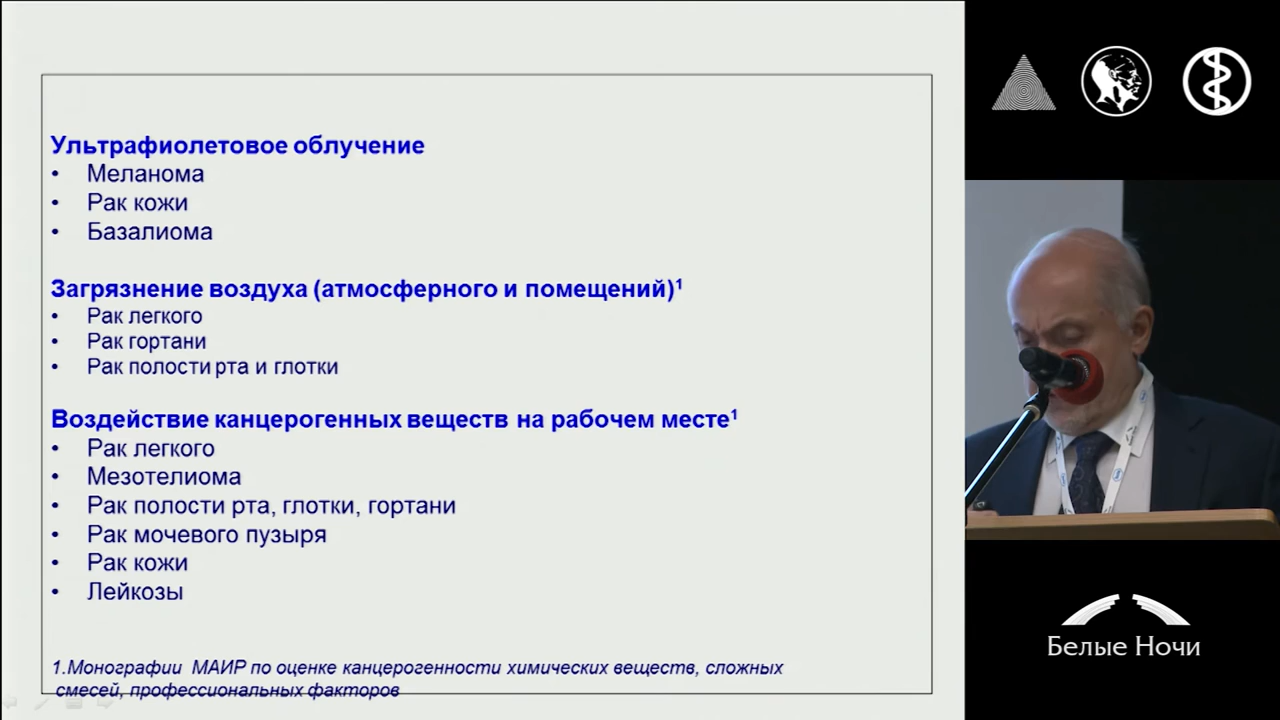 Ультрафиолетовое облучение
• Меланома
• Рак кожи
• Базалиома
Загрязнение воздуха (атмосферного и помещений)¹
• Рак легкого
• Рак гортани
• Рак полости рта и глотки
Воздействие канцерогенных веществ на рабочем месте¹
• Рак легкого
• Мезотелиома
• Рак полости рта, глотки, гортани
• Рак мочевого пузыря
• Рак кожи
• Лейкозы
1.Монографии МАИР по оценке канцерогенности химических веществ, сложных
смесей, профессиональных факторов
Белые Ночи